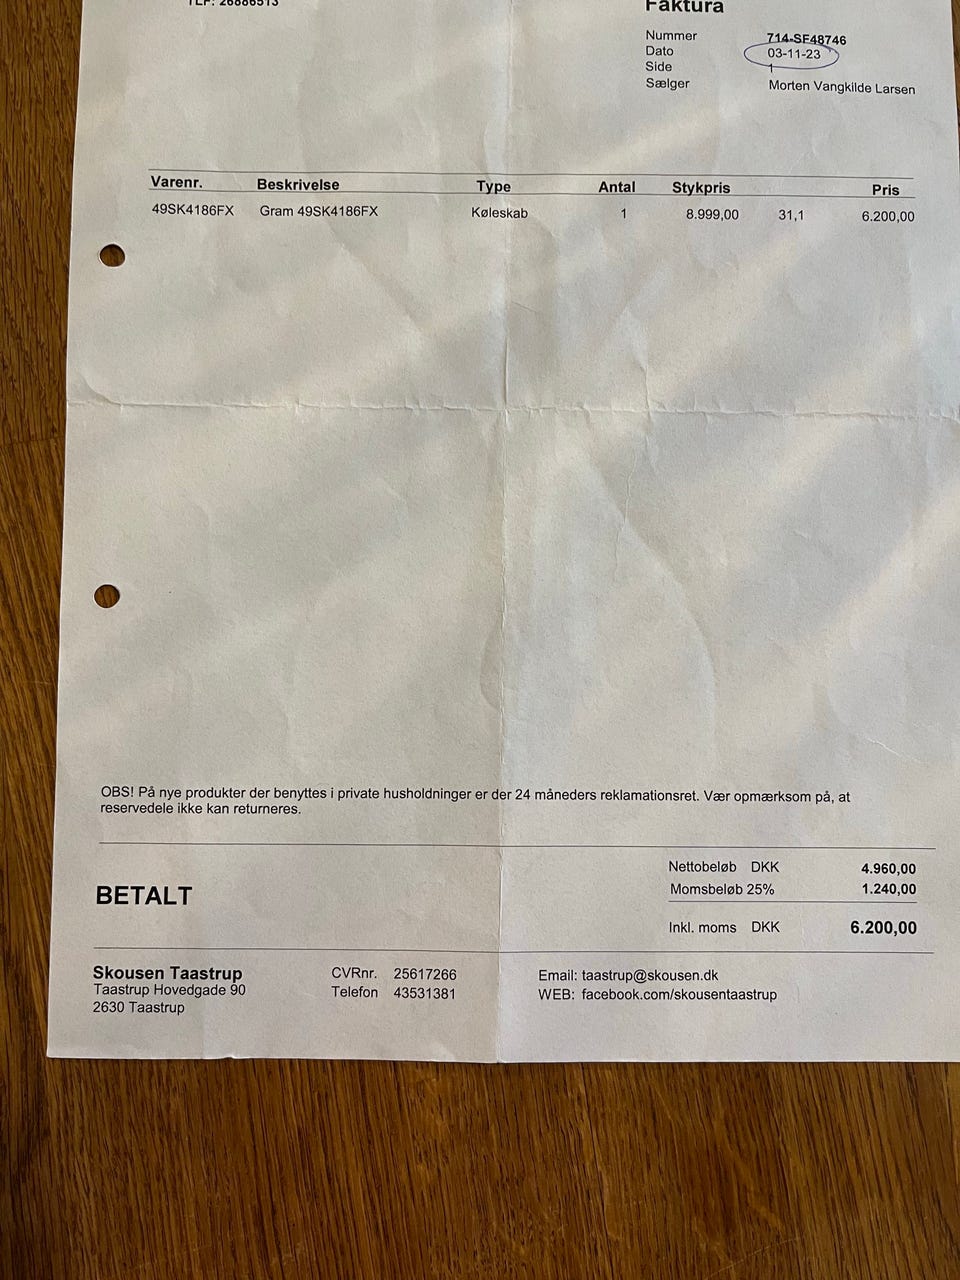 TLF: 26886513
Faktura
Nummer 714-SF48746
Dato 03-11-23
Side 1
Sælger Morten Vangkilde Larsen
Varenr. Beskrivelse Type Antal Stykpris Pris
49SK4186FX Gram 49SK4186FX Køleskab 1 8.999,00 31,1 6.200,00
OBS! På nye produkter der benyttes i private husholdninger er der 24 måneders reklamationsret. Vær opmærksom på, at
reservedele ikke kan returneres.
BETALT
Nettobeløb DKK 4.960,00
Momsbeløb 25% 1.240,00
Inkl. moms DKK 6.200,00
Skousen Taastrup
Taastrup Hovedgade 90
2630 Taastrup
CVRnr. 25617266
Telefon 43531381
Email: taastrup@skousen.dk
WEB: facebook.com/skousentaastrup